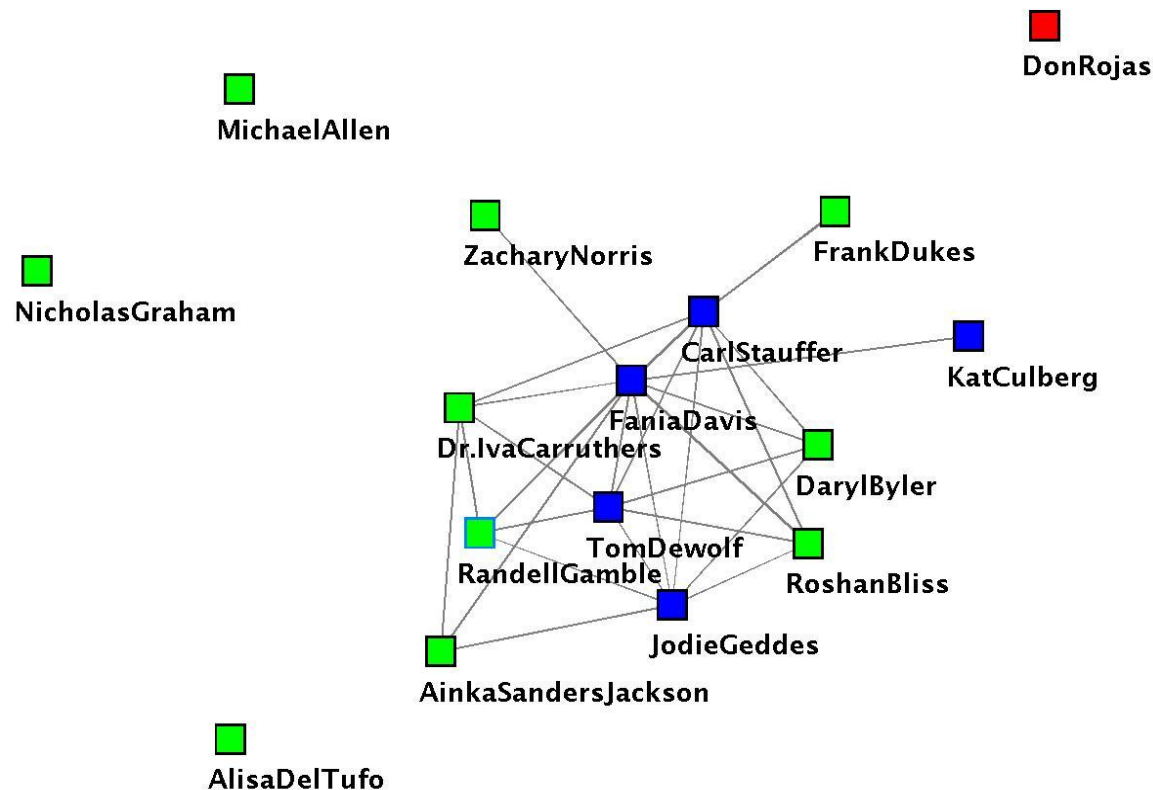 DonRojas
MichaelAllen
ZacharyNorris
FrankDukes
NicholasGraham
CarlStauffer
KatCulberg
FaniaDavis
Dr.IvaCarruthers
DarylByler
TomDewolf
RandellGamble
RoshanBliss
JodieGeddes
AinkaSandersJackson
AlisaDelTufo